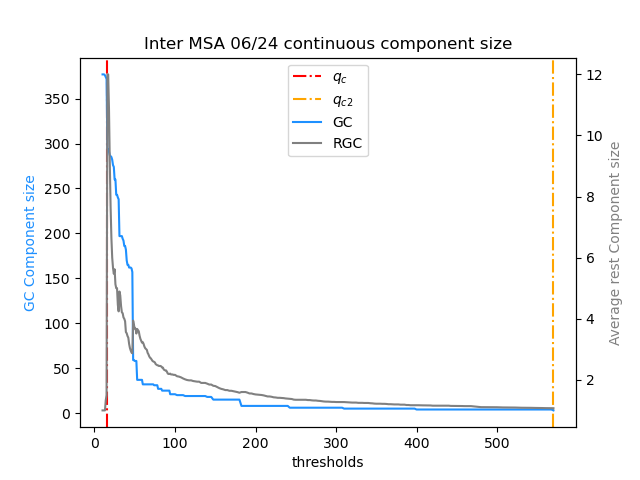 Inter MSA 06/24 continuous component size
q_c
q_c2
GC
RGC
350
300
250
200
150
100
50
0
GC Component size
12
10
8
6
4
2
Average rest Component size
0 100 200 300 400 500
thresholds